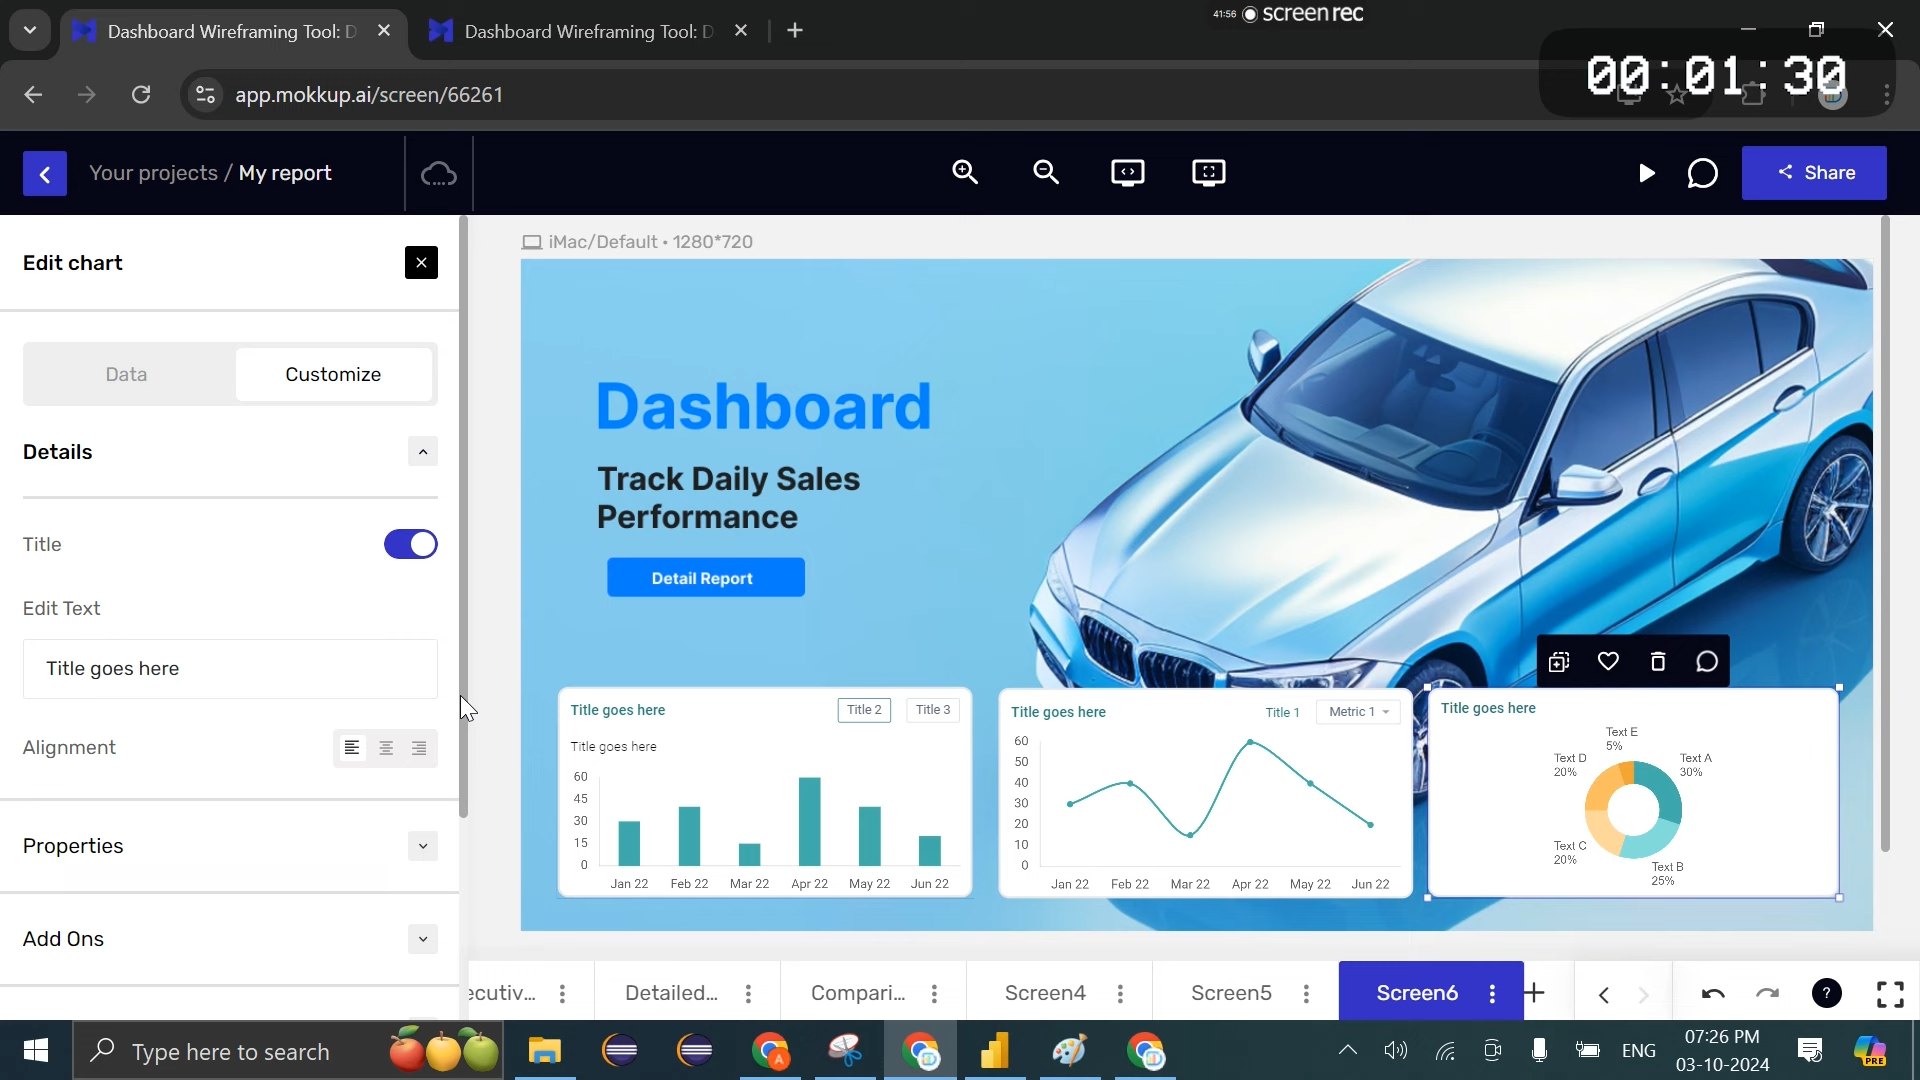 41:56 screenrec
Dashboard Wireframing Tool: D
Dashboard Wireframing Tool: D
00:01:30
app.mokkup.ai/screen/66261
Your projects / My report
Share
Edit chart
iMac/Default • 1280*720
Data
Customize
Details
Title
Edit Text
Title goes here
Alignment
Properties
Add Ons
Dashboard
Track Daily Sales
Performance
Detail Report
Title goes here
Title 2
Title 3
Title goes here
60
45
30
15
0
Jan 22 Feb 22 Mar 22 Apr 22 May 22 Jun 22
Title goes here
Title 1
Metric 1
60
50
40
30
20
10
0
Jan 22 Feb 22 Mar 22 Apr 22 May 22 Jun 22
Title goes here
Text E
5%
Text D
20%
Text A
30%
Text C
20%
Text B
25%
ecutiv...
Detailed...
Compari...
Screen4
Screen5
Screen6
?
Type here to search
A
ENG
07:26 PM
03-10-2024
PRE